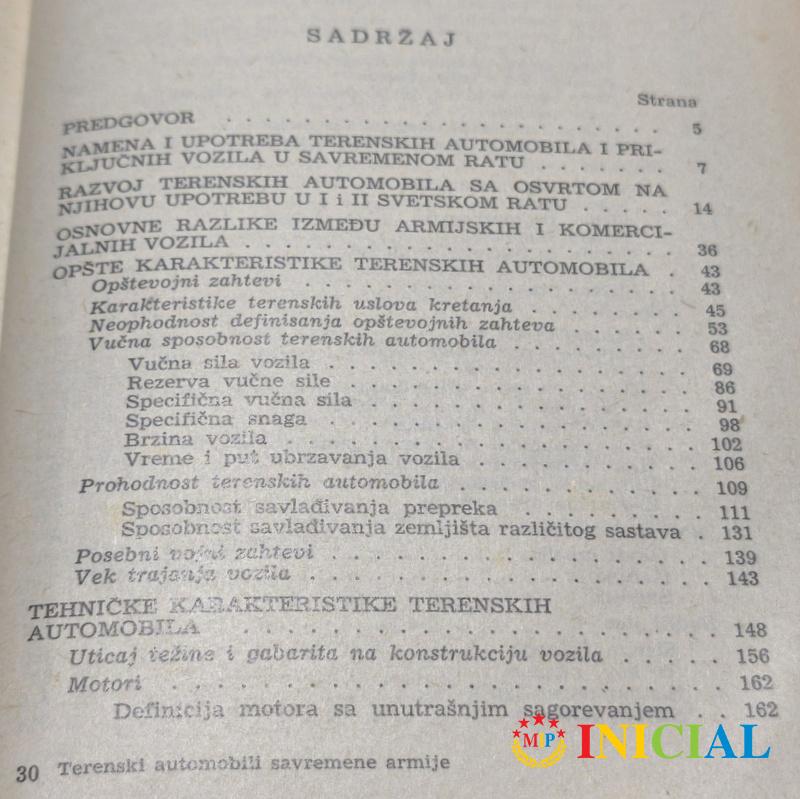 SADRŽAJ
Strana
PREDGOVOR . . . . . . . . . . . . . . . . 5
NAMENA I UPOTREBA TERENSKIH AUTOMOBILA I PRI-
KLJUČNIH VOZILA U SAVREMENOM RATU . . . . . . 7
RAZVOJ TERENSKIH AUTOMOBILA SA OSVRTOM NA
NJIHOVU UPOTREBU U I i II SVETSKOM RATU . . . . . 14
OSNOVNE RAZLIKE IZMEĐU ARMIJSKIH I KOMERCI-
JALNIH VOZILA . . . . . . . . . . . . . . . . 36
OPŠTE KARAKTERISTIKE TERENSKIH AUTOMOBILA . 43
Opštevojni zahtevi . . . . . . . . . . . . . . 43
Karakteristike terenskih uslova kretanja . . . . . . 45
Neophodnost definisanja opštevojnih zahteva . . . . . 53
Vučna sposobnost terenskih automobila . . . . . . . 68
Vučna sila vozila . . . . . . . . . . . . . 69
Rezerva vučne sile . . . . . . . . . . . . 86
Specifična vučna sila . . . . . . . . . . . 91
Specifična snaga . . . . . . . . . . . . . 98
Brzina vozila . . . . . . . . . . . . . . 102
Vreme i put ubrzavanja vozila . . . . . . . . 106
Prohodnost terenskih automobila . . . . . . . . . 109
Sposobnost savlađivanja prepreka . . . . . . 111
Sposobnost savlađivanja zemljišta različitog sastava . 131
Posebni vojni zahtevi . . . . . . . . . . . . . 139
Vek trajanja vozila . . . . . . . . . . . . . . 143
TEHNIČKE KARAKTERISTIKE TERENSKIH
AUTOMOBILA . . . . . . . . . . . . . . . . 148
Uticaj težine i gabarita na konstrukciju vozila . . . . . 156
Motori . . . . . . . . . . . . . . . . . . 162
Definicija motora sa unutrašnjim sagorevanjem . . 162
MP INICIAL
30 Terenski automobili savremene armije